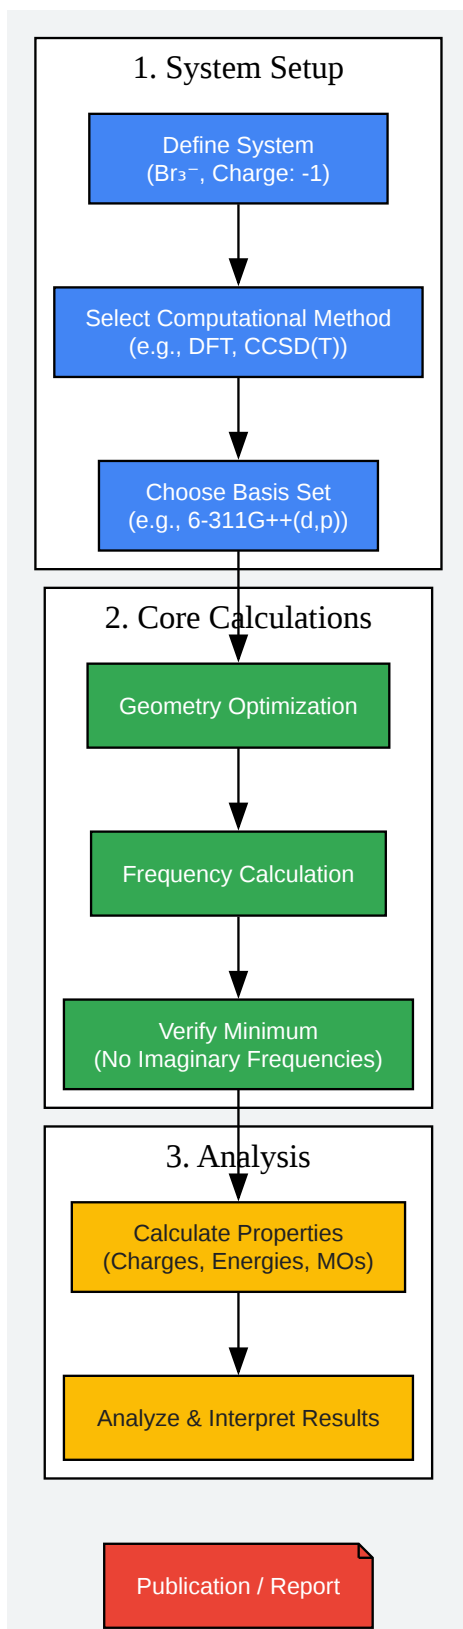 1. System Setup
Define System
(Br₃⁻, Charge: -1)
Select Computational Method
(e.g., DFT, CCSD(T))
Choose Basis Set
(e.g., 6-311G++(d,p))
2. Core Calculations
Geometry Optimization
Frequency Calculation
Verify Minimum
(No Imaginary Frequencies)
3. Analysis
Calculate Properties
(Charges, Energies, MOs)
Analyze & Interpret Results
Publication / Report